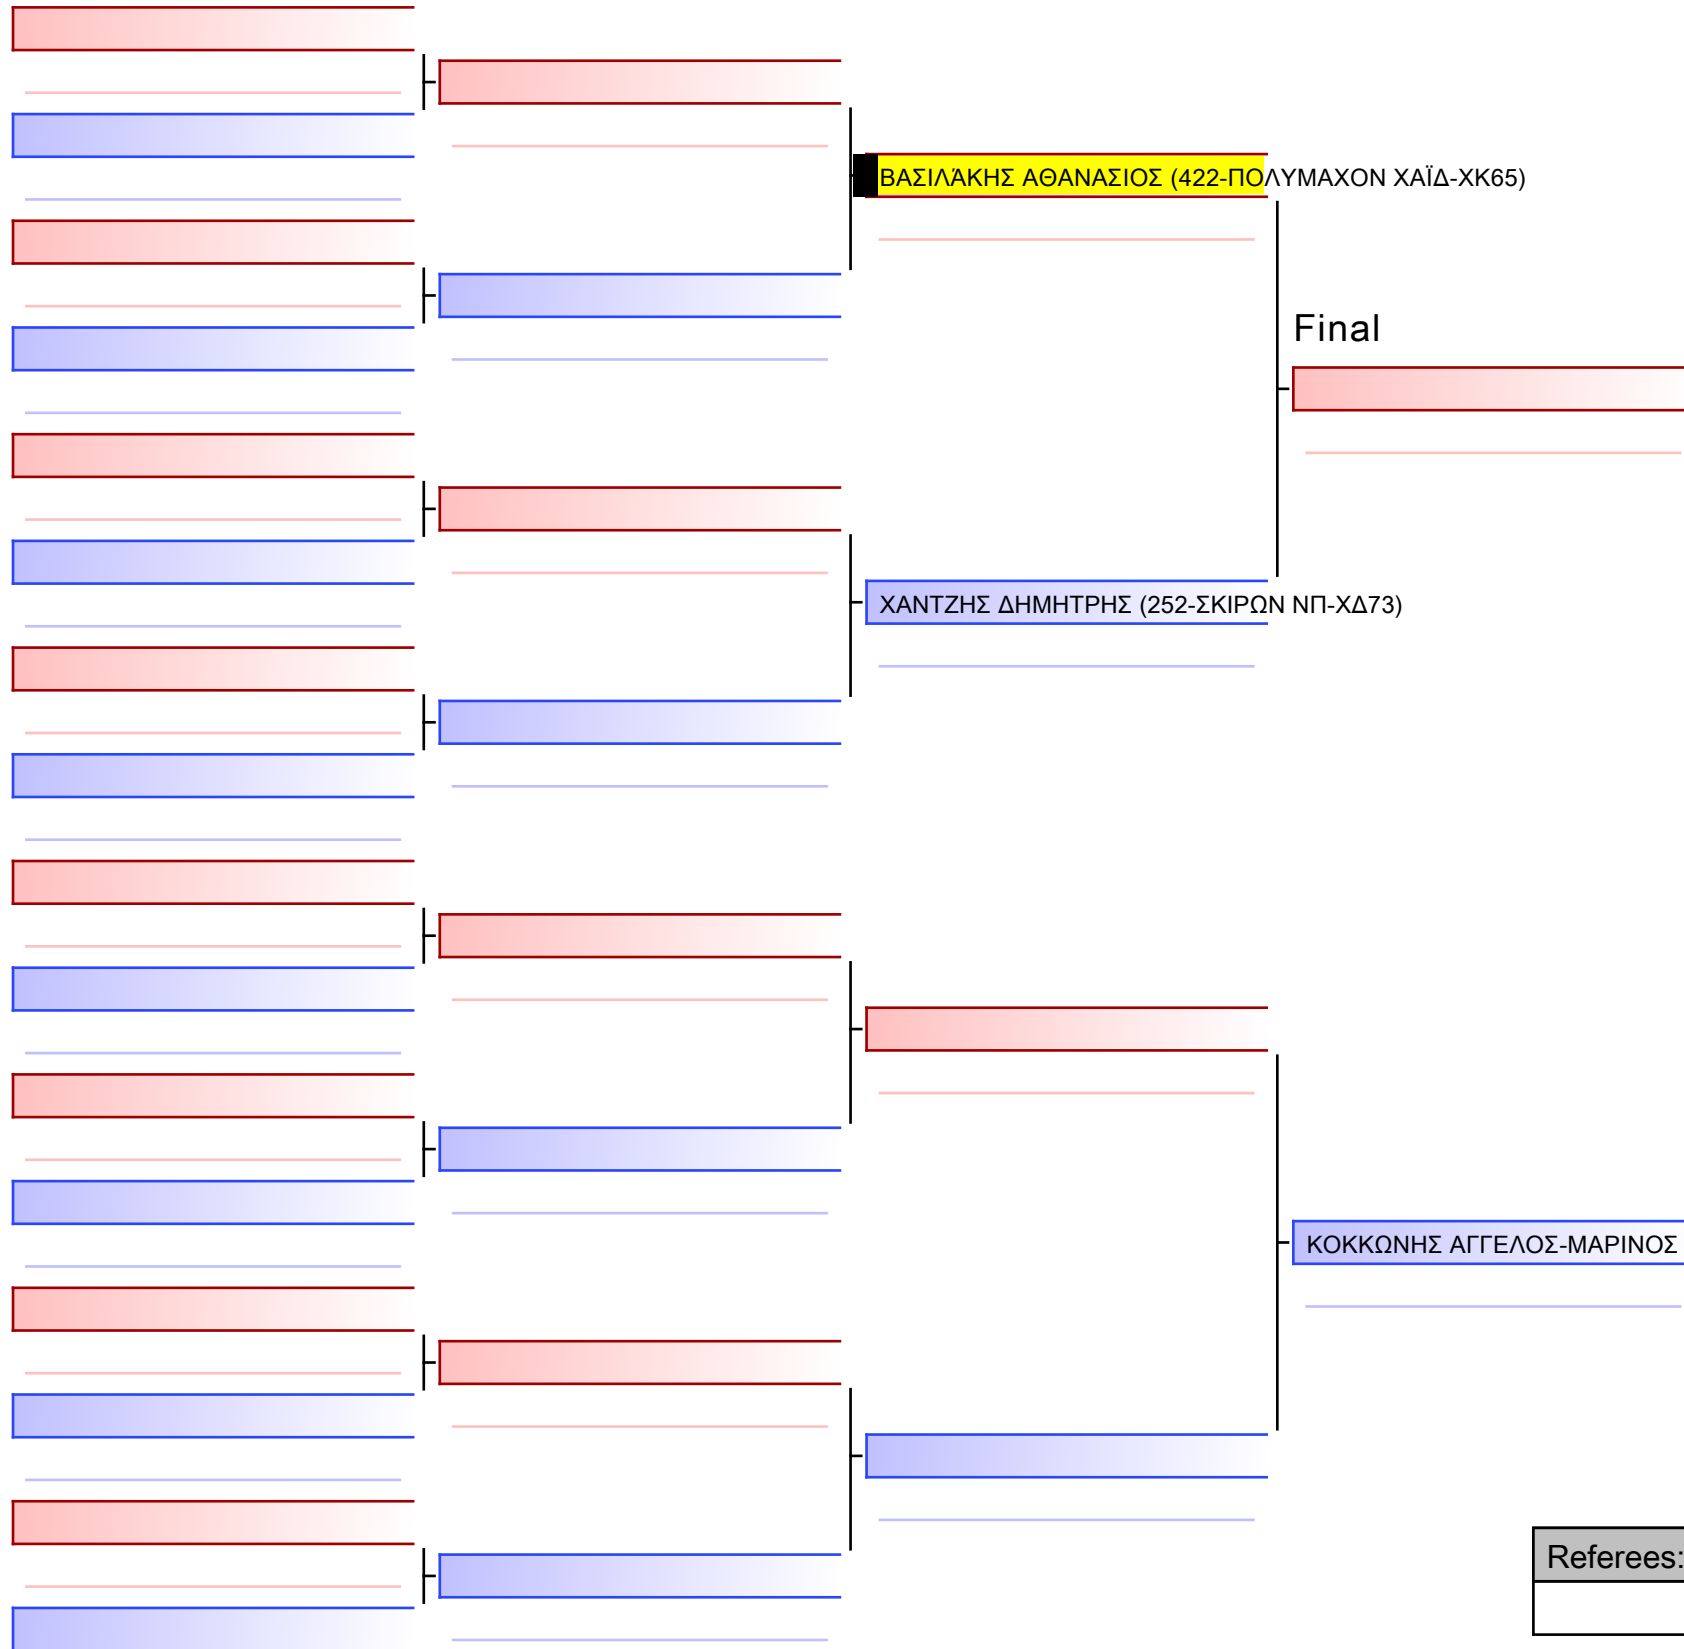 ΒΑΣΙΛΆΚΗΣ ΑΘΑΝΑΣΙΟΣ (422-ΠΟΛΥΜΑΧΟΝ ΧΑΪΔ-ΧΚ65)
Final
ΧΑΝΤΖΗΣ ΔΗΜΗΤΡΗΣ (252-ΣΚΙΡΩΝ ΝΠ-ΧΔ73)
ΚΟΚΚΩΝΗΣ ΑΓΓΕΛΟΣ-ΜΑΡΙΝΟΣ
Referees: